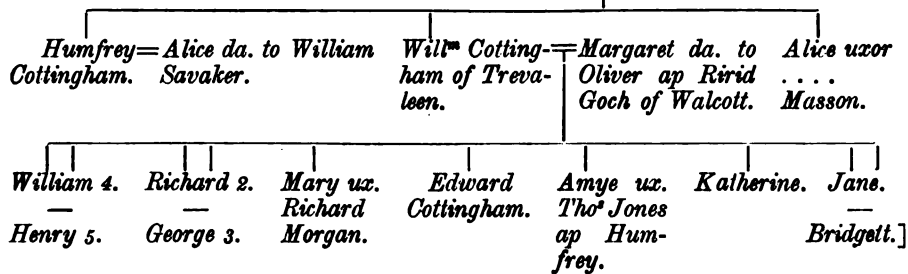 Humfrey=Alice da. to William
Cottingham. Savaker.
Willm Cotting-
ham of Treva-
leen.
=Margaret da. to
Oliver ap Ririd
Goch of Walcott.
Alice uxor
....
Masson.
William 4.
—
Henry 5.
Richard 2.
—
George 3.
Mary ux.
Richard
Morgan.
Edward
Cottingham.
Amye ux.
Thos Jones
ap Hum-
frey.
Katherine.
Jane.
—
Bridgett.]